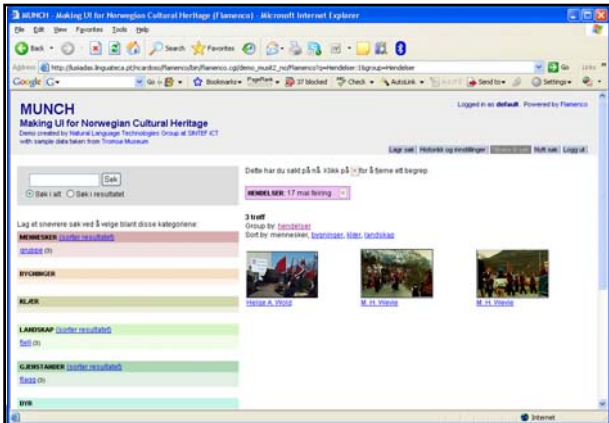 MUNCH - Making UI for Norwegian Cultural Heritage (Flamenco) - Microsoft Internet Explorer
File Edit View Favorites Tools Help
Back Search Favorites
Address Go Links
Google G Go Bookmarks PageRank 37 blocked Check AutoLink Send to Settings
MUNCH
Making UI for Norwegian Cultural Heritage
Demo created by Natural Language Technologies Group at SINTEF ICT
with sample data taken from Tromsø Museum
Logged in as default. Powered by Flamenco
Lagr søk Historikk og innstillinger Nytt søk Logg ut
Søk
Søk i alt Søk i resultatet
Dette har du søkt på nå. Klikk på x for å fjerne ett begrep.
HENDELSER: 17 mai feiring x
Lag et snevrere søk ved å velge blant disse kategoriene:
MENNESKER (sorter resultatet)
gruppe (3)
BYGNINGER
KLÆR
LANDSKAP (sorter resultatet)
fjell (3)
GJENSTANDER (sorter resultatet)
flagg (3)
DYR
3 treff
Group by: hendelser
Sort by: mennesker, bygninger, klær, landskap
Helge A. Wold
M. H. Wevle
M. H. Wevle
Internet